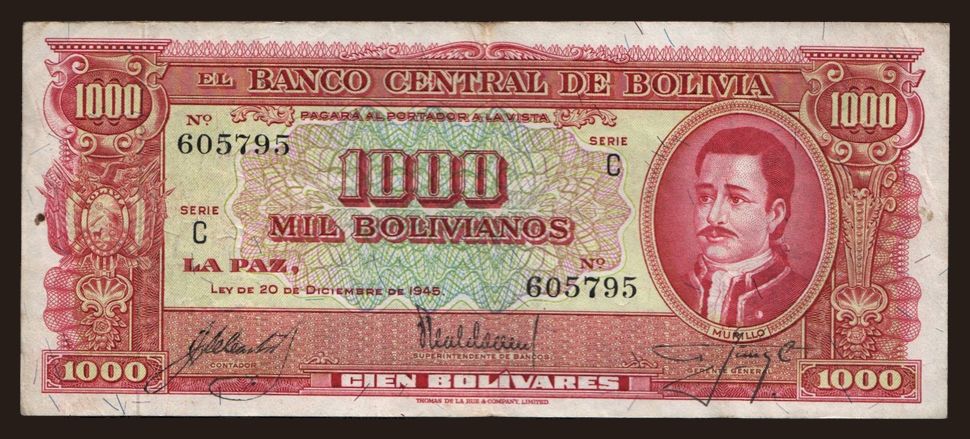 EL BANCO CENTRAL DE BOLIVIA
1000
1000
Nº
PAGARÁ AL PORTADOR A LA VISTA
605795
SERIE
C
1000
SERIE
C
MIL BOLIVIANOS
LA PAZ,
Nº
605795
LEY DE 20 DE DICIEMBRE DE 1945.
MURILLO
CONTADOR
SUPERINTENDENTE DE BANCOS
GERENTE GENERAL
1000
CIEN BOLIVARES
1000
THOMAS DE LA RUE & COMPANY, LIMITED